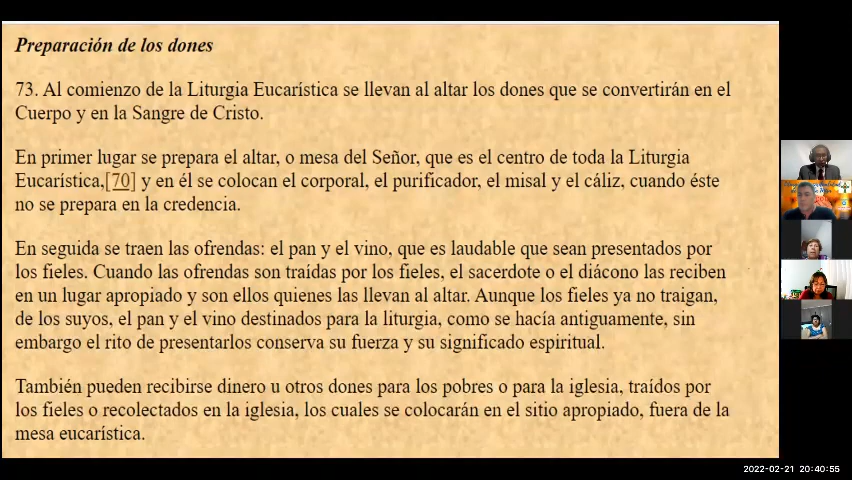 Preparación de los dones
73. Al comienzo de la Liturgia Eucarística se llevan al altar los dones que se convertirán en el
Cuerpo y en la Sangre de Cristo.
En primer lugar se prepara el altar, o mesa del Señor, que es el centro de toda la Liturgia
Eucarística,[70] y en él se colocan el corporal, el purificador, el misal y el cáliz, cuando éste
no se prepara en la credencia.
En seguida se traen las ofrendas: el pan y el vino, que es laudable que sean presentados por
los fieles. Cuando las ofrendas son traídas por los fieles, el sacerdote o el diácono las reciben
en un lugar apropiado y son ellos quienes las llevan al altar. Aunque los fieles ya no traigan,
de los suyos, el pan y el vino destinados para la liturgia, como se hacía antiguamente, sin
embargo el rito de presentarlos conserva su fuerza y su significado espiritual.
También pueden recibirse dinero u otros dones para los pobres o para la iglesia, traídos por
los fieles o recolectados en la iglesia, los cuales se colocarán en el sitio apropiado, fuera de la
mesa eucarística.
2022-02-21 20:40:55